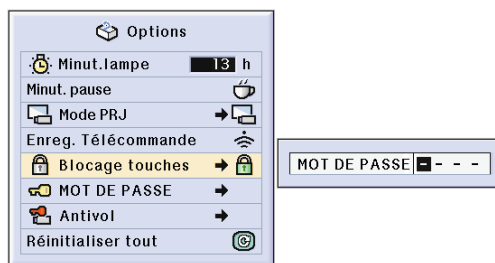 Options
Minut.lampe 13 h
Minut. pause
Mode PRJ
Enreg. Télécommande
Blocage touches
MOT DE PASSE - - - -
MOT DE PASSE
Antivol
Réinitialiser tout